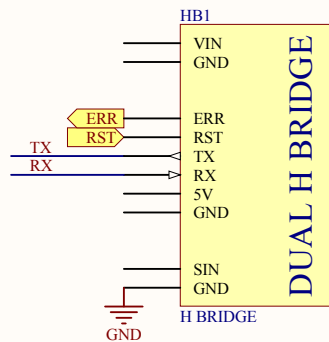 HB1
VIN
GND
ERR ERR
RST RST
TX TX
RX RX
5V
GND
SIN
GND
GND
H BRIDGE
DUAL H BRIDGE